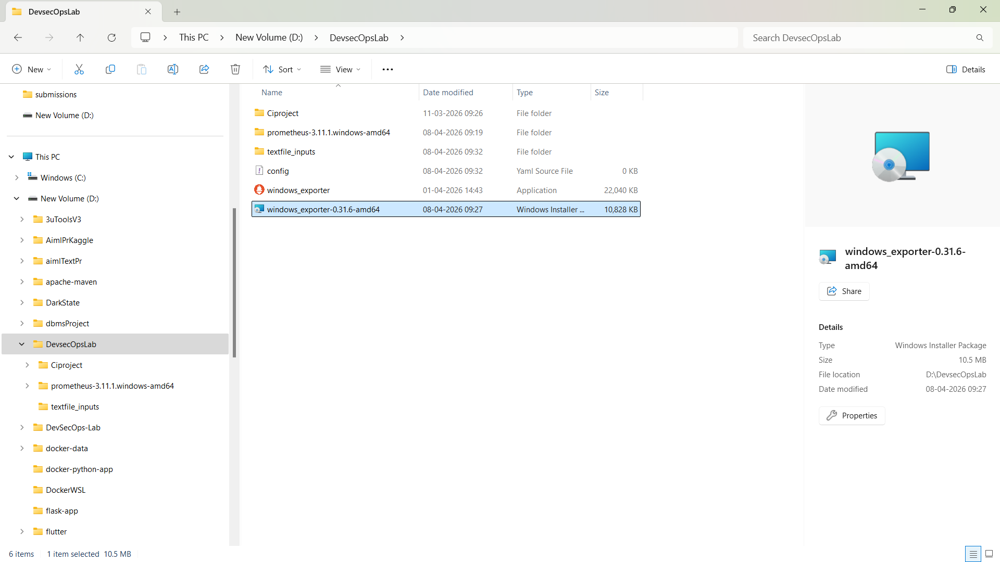 DevsecOpsLab
This PC
New Volume (D:)
DevsecOpsLab
Search DevsecOpsLab
New
Sort
View
Details
submissions
New Volume (D:)
This PC
Windows (C:)
New Volume (D:)
3uToolsV3
AimlPrKaggle
aimlTextPr
apache-maven
DarkState
dbmsProject
DevsecOpsLab
Ciproject
prometheus-3.11.1.windows-amd64
textfile_inputs
DevSecOps-Lab
docker-data
docker-python-app
DockerWSL
flask-app
flutter
Name Date modified Type Size
Ciproject 11-03-2026 09:26 File folder
prometheus-3.11.1.windows-amd64 08-04-2026 09:19 File folder
textfile_inputs 08-04-2026 09:32 File folder
config 08-04-2026 09:32 Yaml Source File 0 KB
windows_exporter 01-04-2026 14:43 Application 22,040 KB
windows_exporter-0.31.6-amd64 08-04-2026 09:27 Windows Installer ... 10,828 KB
windows_exporter-0.31.6-
amd64
Share
Details
Type Windows Installer Package
Size 10.5 MB
File location D:\DevsecOpsLab
Date modified 08-04-2026 09:27
Properties
6 items 1 item selected 10.5 MB